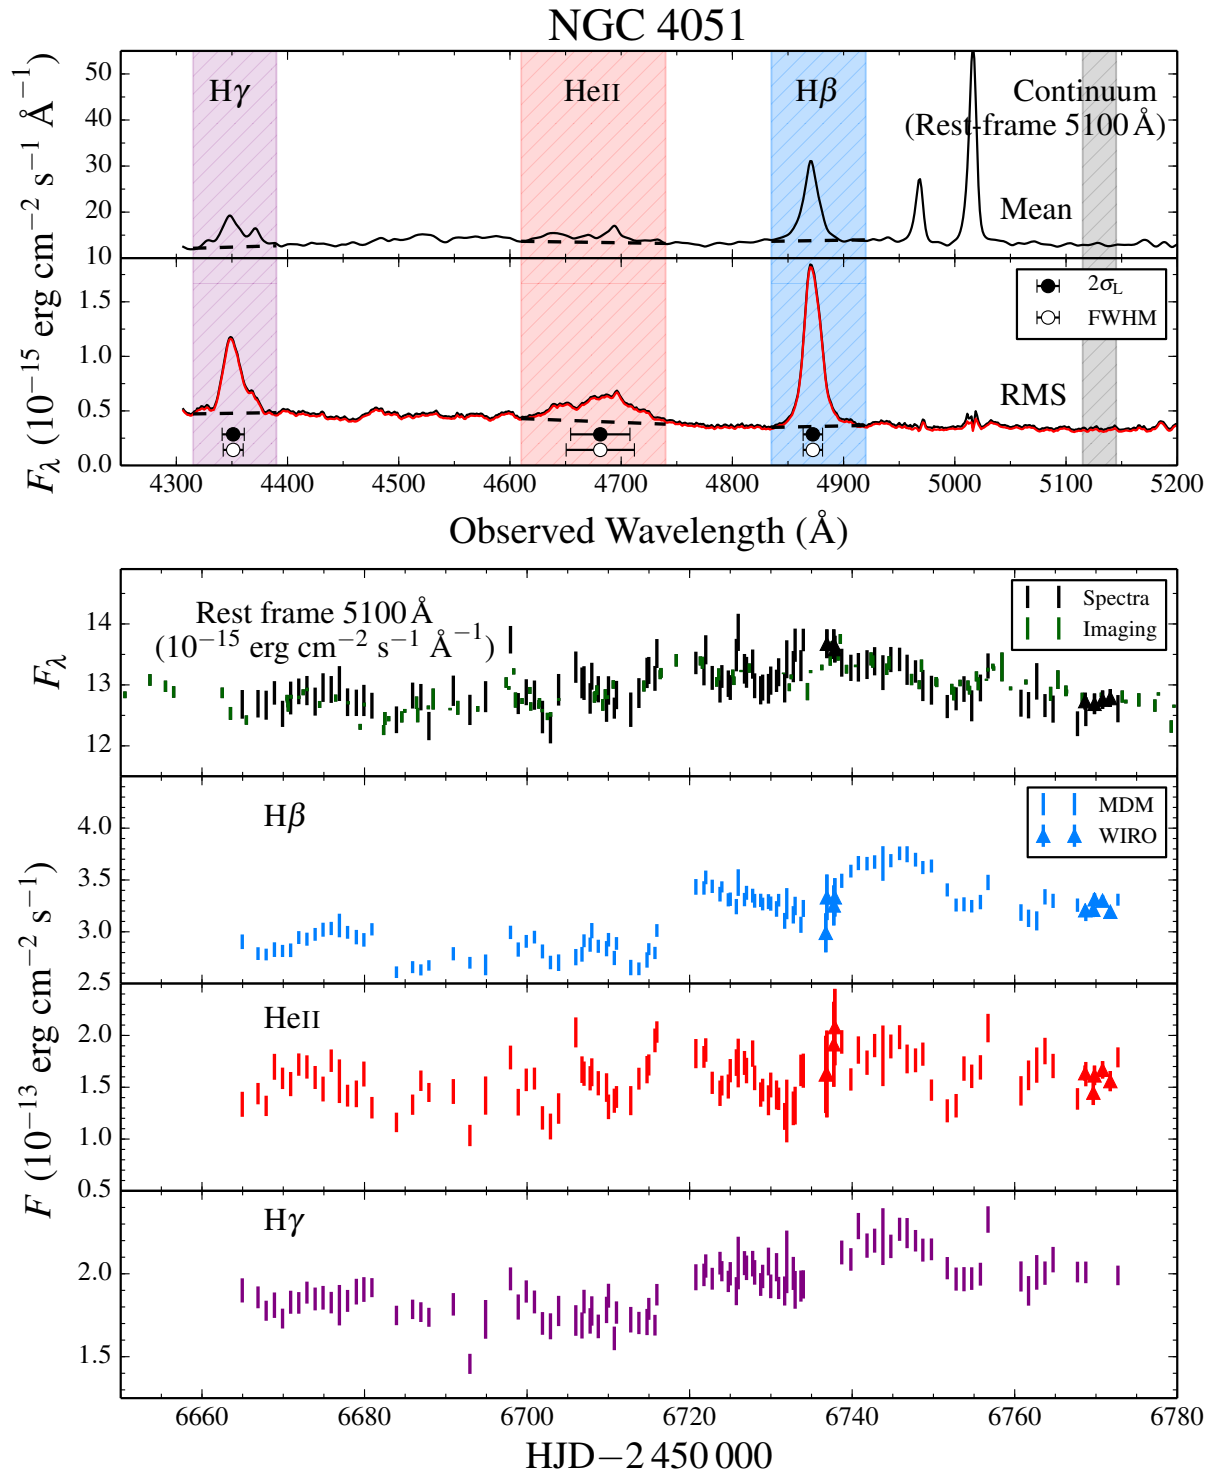 NGC 4051
Hγ
HeII
Hβ
Continuum
(Rest-frame 5100 Å)
Mean
50
40
30
20
10
2σL
FWHM
RMS
1.5
1.0
0.5
0.0
Fλ (10−15 erg cm−2 s−1 Å−1)
4300 4400 4500 4600 4700 4800 4900 5000 5100 5200
Observed Wavelength (Å)
Rest frame 5100 Å
(10−15 erg cm−2 s−1 Å−1)
Spectra
Imaging
Fλ
14
13
12
Hβ
MDM
WIRO
4.0
3.5
3.0
2.5
HeII
2.5
2.0
1.5
1.0
0.5
F (10−13 erg cm−2 s−1)
Hγ
2.0
1.5
6660 6680 6700 6720 6740 6760 6780
HJD−2 450 000